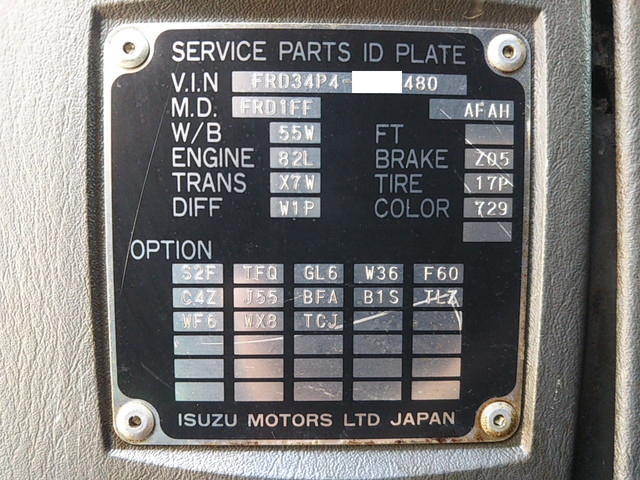 SERVICE PARTS ID PLATE
V.I.N FRD34P4- 480
M.D. FRD1FF AFAH
W/B 55W FT
ENGINE 82L BRAKE Z05
TRANS X7W TIRE 17P
DIFF W1P COLOR 729
OPTION
S2F TFQ GL6 W36 F60
C4Z J55 BFA B1S TLZ
WF6 WX8 TCJ
ISUZU MOTORS LTD JAPAN